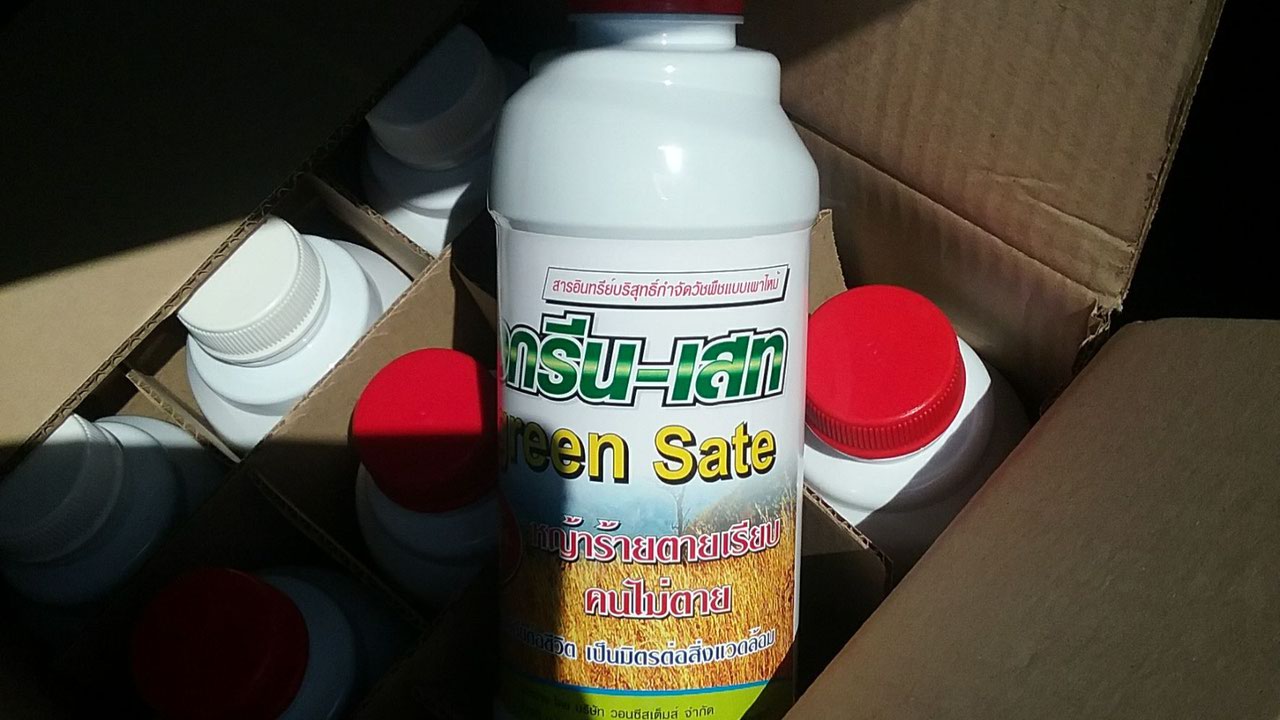 สารอินทรีย์บริสุทธิ์กำจัดวัชพืชแบบเผาไหม้
กรีน-เสท
green Sate
หญ้าร้ายตายเรียบ
คนไม่ตาย
เป็นมิตรต่อสิ่งแวดล้อม
บริษัท วอนซีสเต็มส์ จำกัด